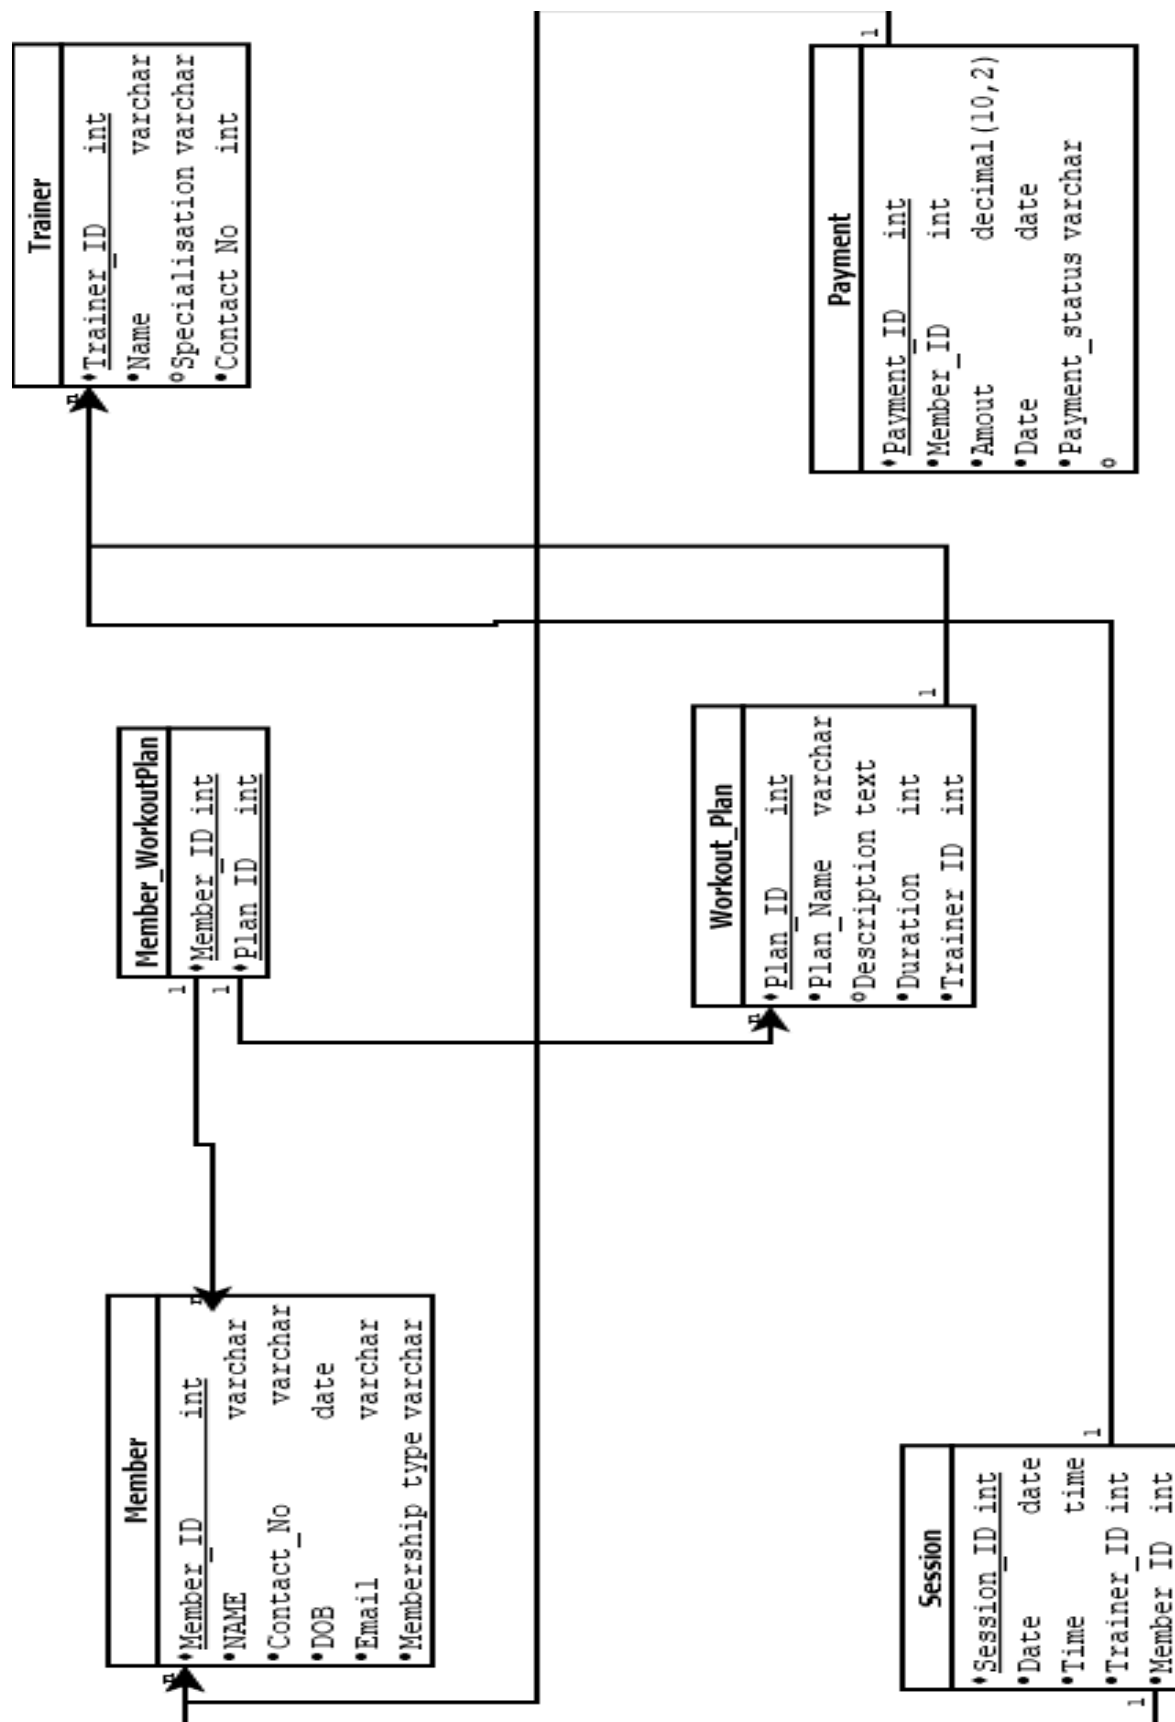 Member
n
♦Member_ID int
n
•NAME varchar
•Contact_No varchar
•DOB date
•Email varchar
•Membership type varchar
Member_WorkoutPlan
1
♦Member_ID int
1
♦Plan_ID int
Trainer
n
♦Trainer_ID int
•Name varchar
oSpecialisation varchar
•Contact No int
Workout_Plan
n
♦Plan_ID int
•Plan_Name varchar
oDescription text
•Duration int
•Trainer ID int
1
Payment
1
♦Payment_ID int
•Member_ID int
•Amout decimal(10,2)
•Date date
•Payment_status varchar
o
Session
♦Session_ID int
•Date date
•Time time
•Trainer_ID int
1
•Member ID int
1